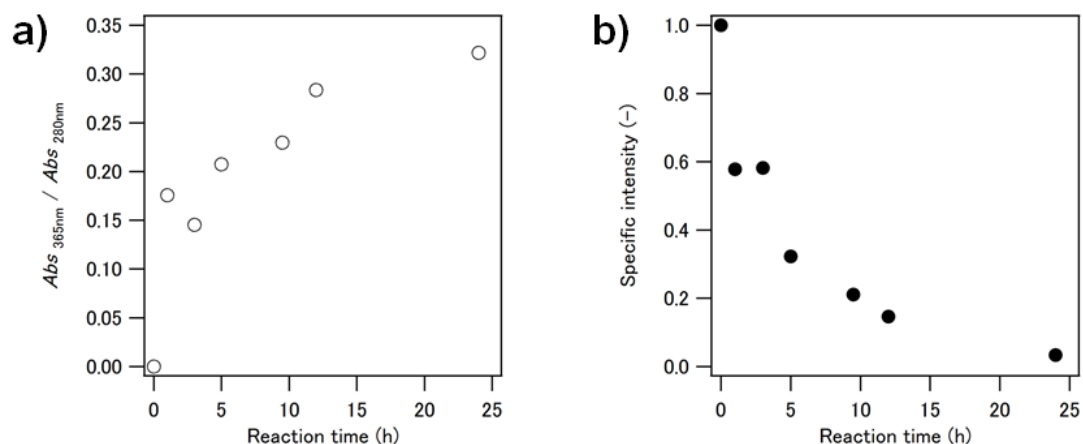 a)
0.35
0.30
0.25
0.20
0.15
0.10
0.05
0.00
Abs 365nm / Abs 280nm
0 5 10 15 20 25
Reaction time (h)
b)
1.0
0.8
0.6
0.4
0.2
0.0
Specific intensity (-)
0 5 10 15 20 25
Reaction time (h)